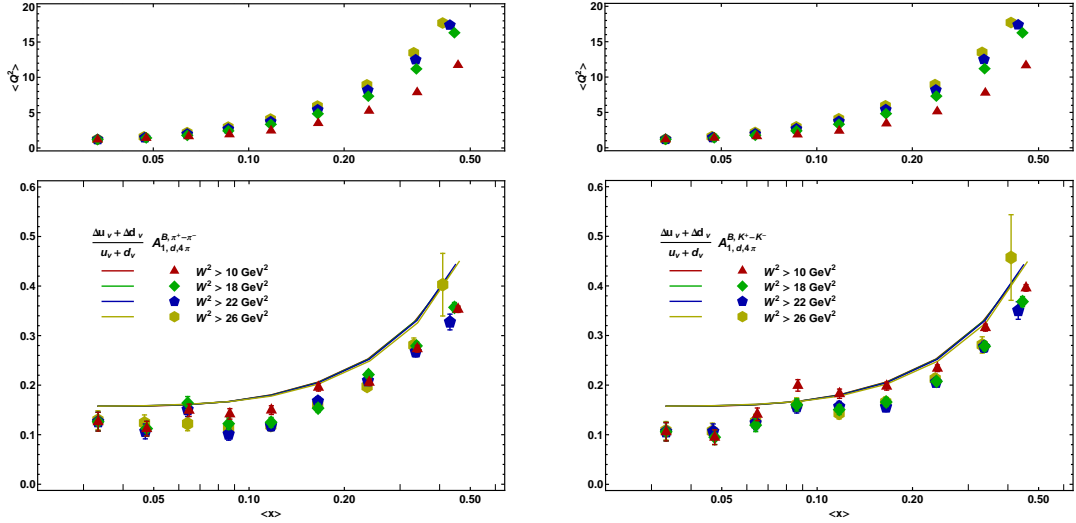 20
15
10
5
0
<Q²>
0.05 0.10 0.20 0.50
0.6
0.5
0.4
0.3
0.2
0.1
0.0
Δu_v + Δd_v / u_v + d_v A_{1,d,4π}^{B,π⁺−π⁻}
W² > 10 GeV²
W² > 18 GeV²
W² > 22 GeV²
W² > 26 GeV²
0.05 0.10 0.20 0.50
<x>
20
15
10
5
0
<Q²>
0.05 0.10 0.20 0.50
0.6
0.5
0.4
0.3
0.2
0.1
0.0
Δu_v + Δd_v / u_v + d_v A_{1,d,4π}^{B,K⁺−K⁻}
W² > 10 GeV²
W² > 18 GeV²
W² > 22 GeV²
W² > 26 GeV²
0.05 0.10 0.20 0.50
<x>